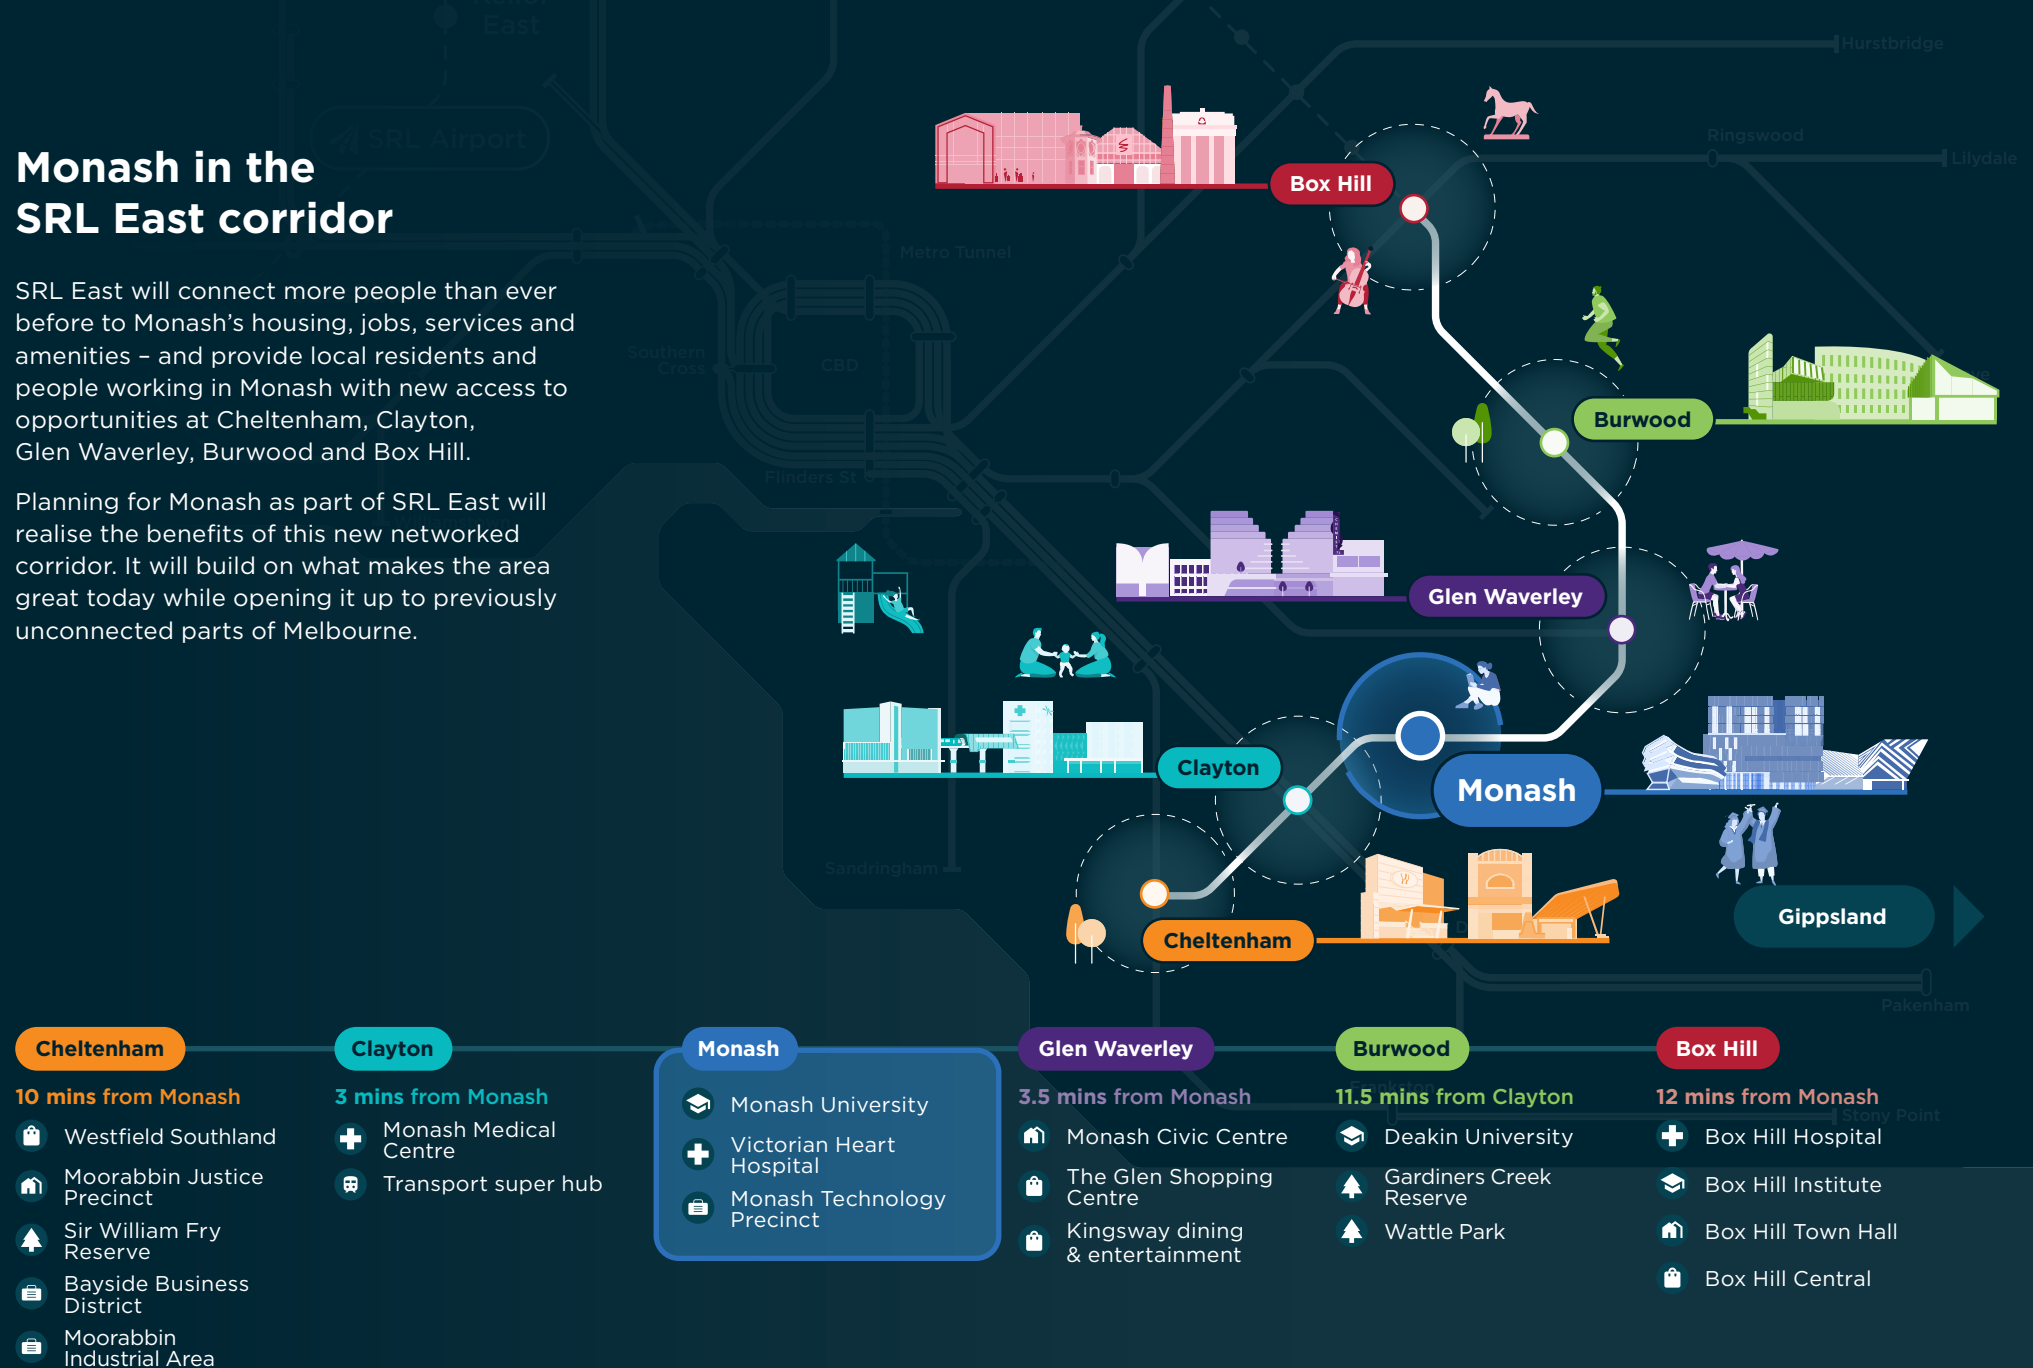 Keilor
East
SRL Airport
Hurstbridge
Ringswood
Lilydale
Metro Tunnel
Southern
Cross
CBD
Flinders St
Sandringham
Pakenham
Frankston
Stony Point
Monash in the
SRL East corridor
SRL East will connect more people than ever
before to Monash’s housing, jobs, services and
amenities – and provide local residents and
people working in Monash with new access to
opportunities at Cheltenham, Clayton,
Glen Waverley, Burwood and Box Hill.
Planning for Monash as part of SRL East will
realise the benefits of this new networked
corridor. It will build on what makes the area
great today while opening it up to previously
unconnected parts of Melbourne.
Box Hill
Burwood
Glen Waverley
Clayton
Monash
Cheltenham
Gippsland
Cheltenham
10 mins from Monash
Westfield Southland
Moorabbin Justice
Precinct
Sir William Fry
Reserve
Bayside Business
District
Moorabbin
Industrial Area
Clayton
3 mins from Monash
Monash Medical
Centre
Transport super hub
Monash
Monash University
Victorian Heart
Hospital
Monash Technology
Precinct
Glen Waverley
3.5 mins from Monash
Monash Civic Centre
The Glen Shopping
Centre
Kingsway dining
& entertainment
Burwood
11.5 mins from Clayton
Deakin University
Gardiners Creek
Reserve
Wattle Park
Box Hill
12 mins from Monash
Box Hill Hospital
Box Hill Institute
Box Hill Town Hall
Box Hill Central